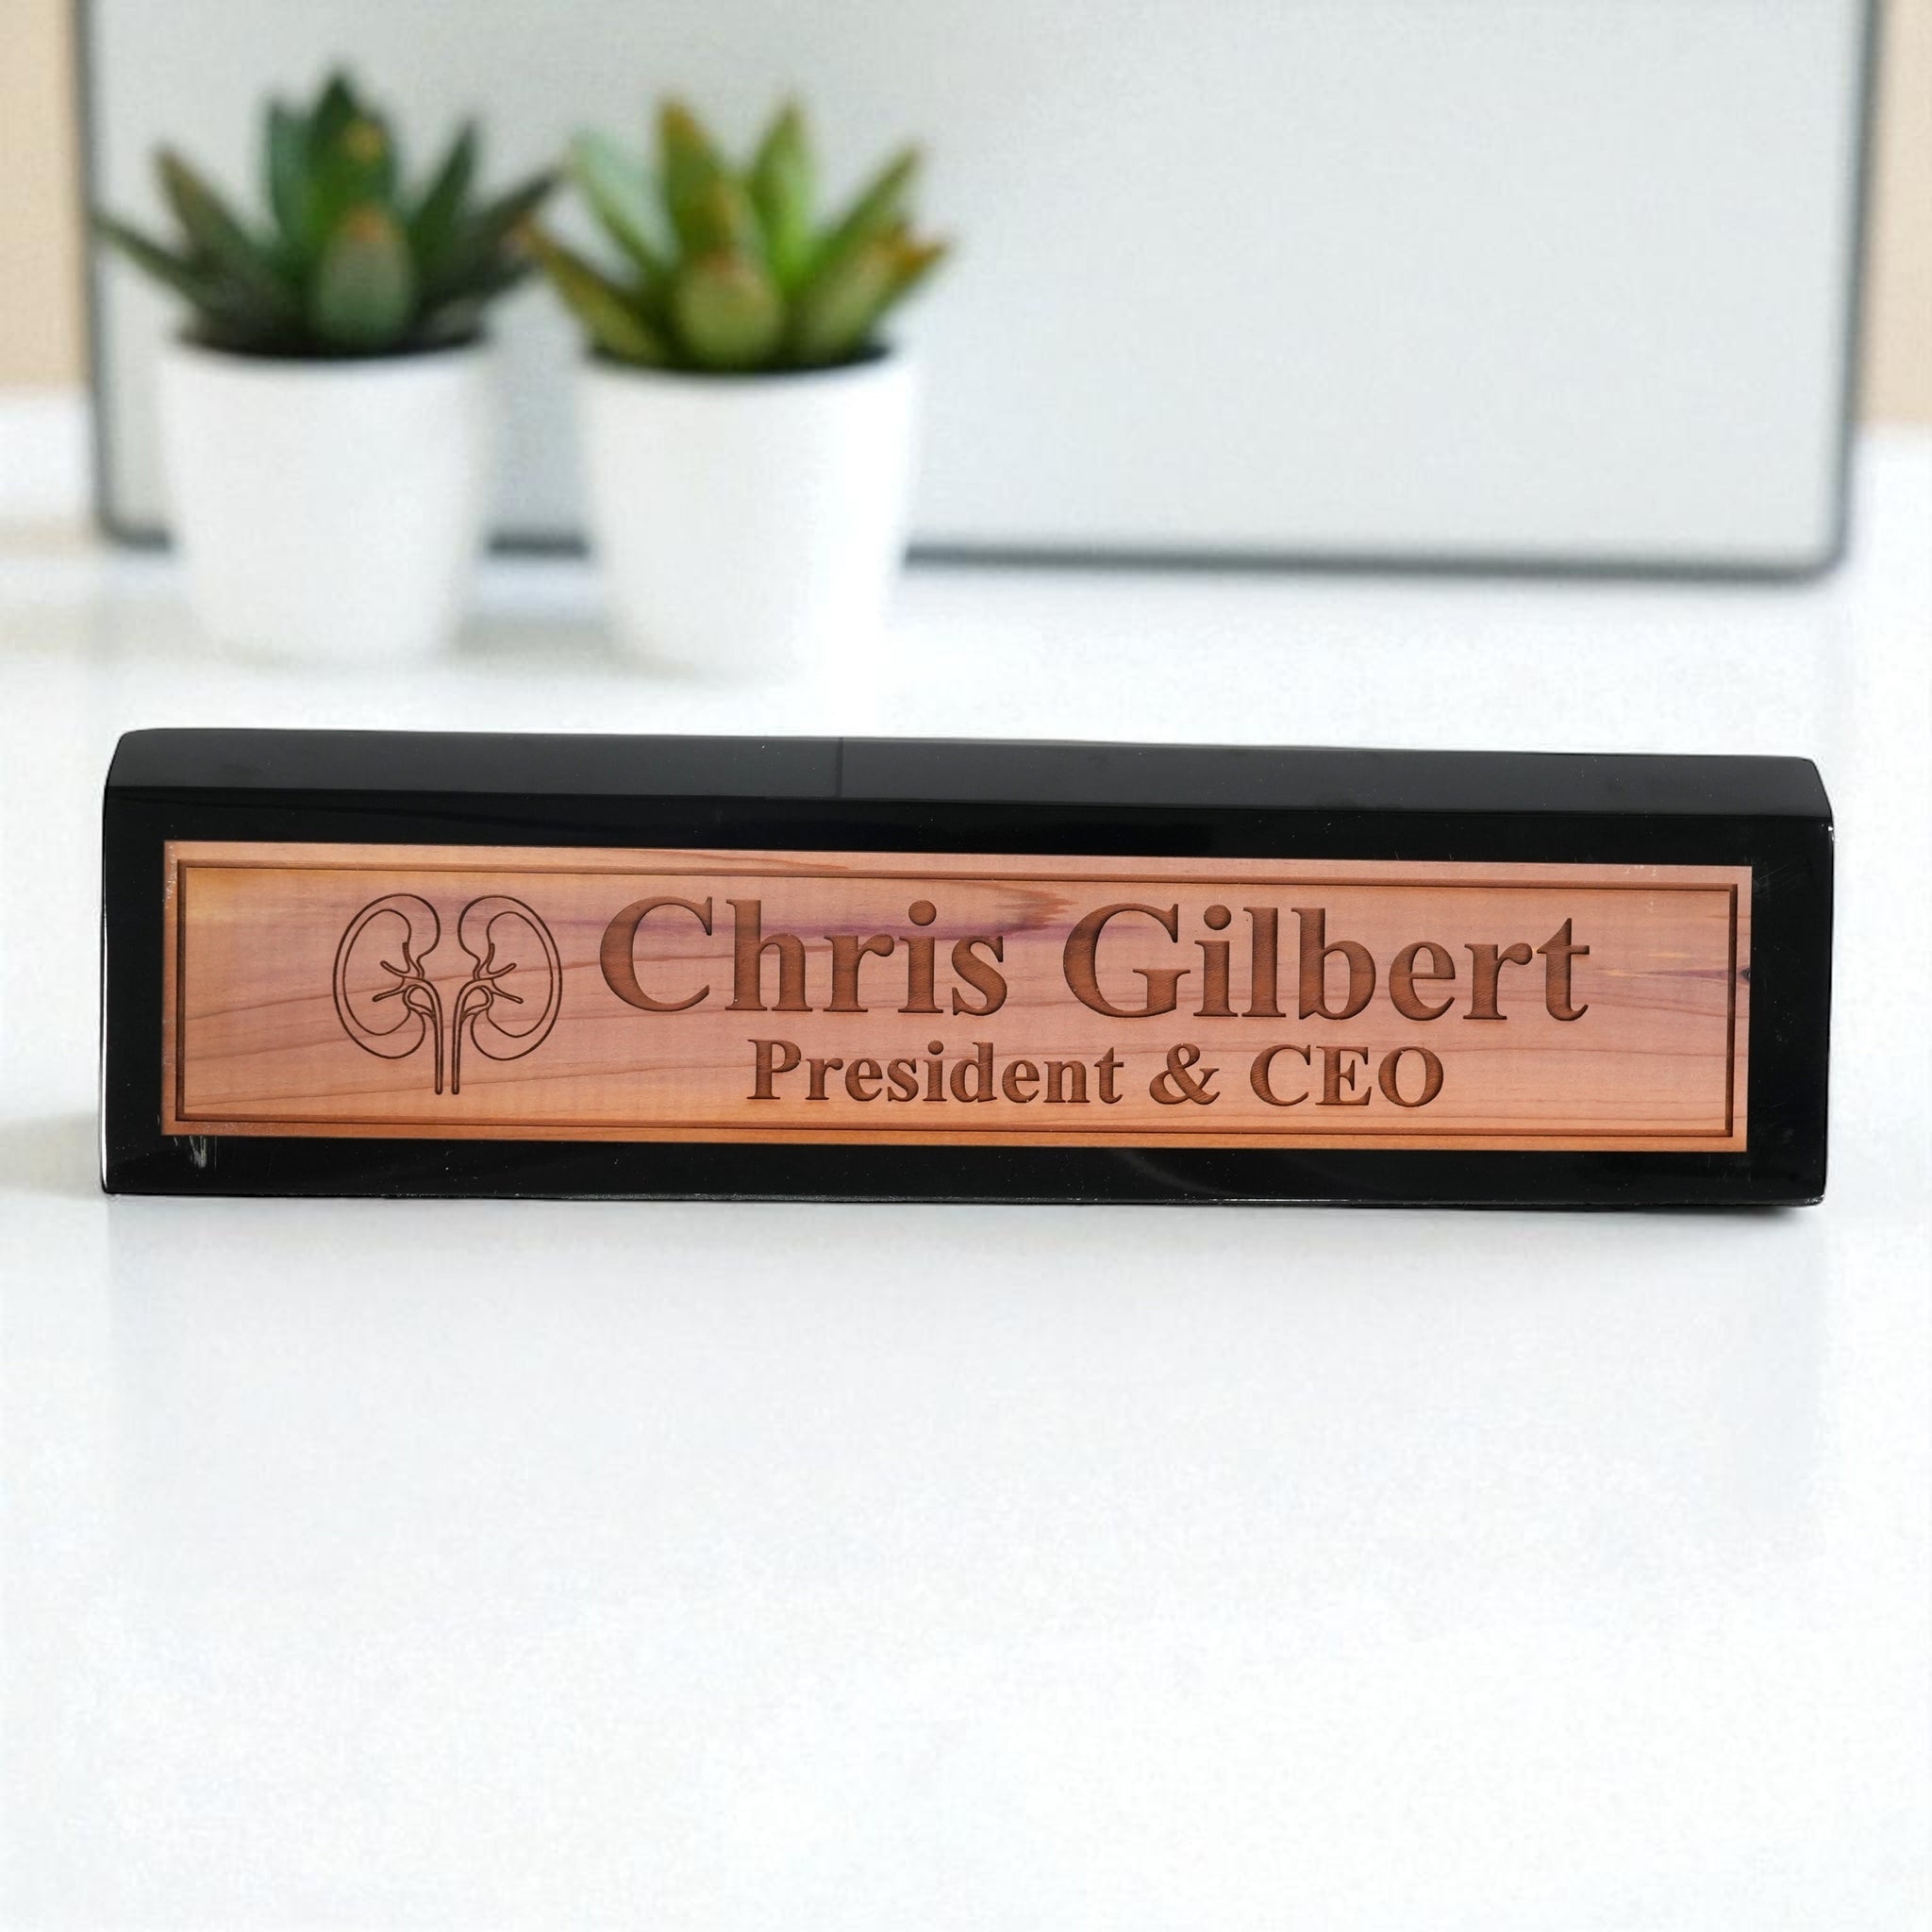 Chris Gilbert
President & CEO